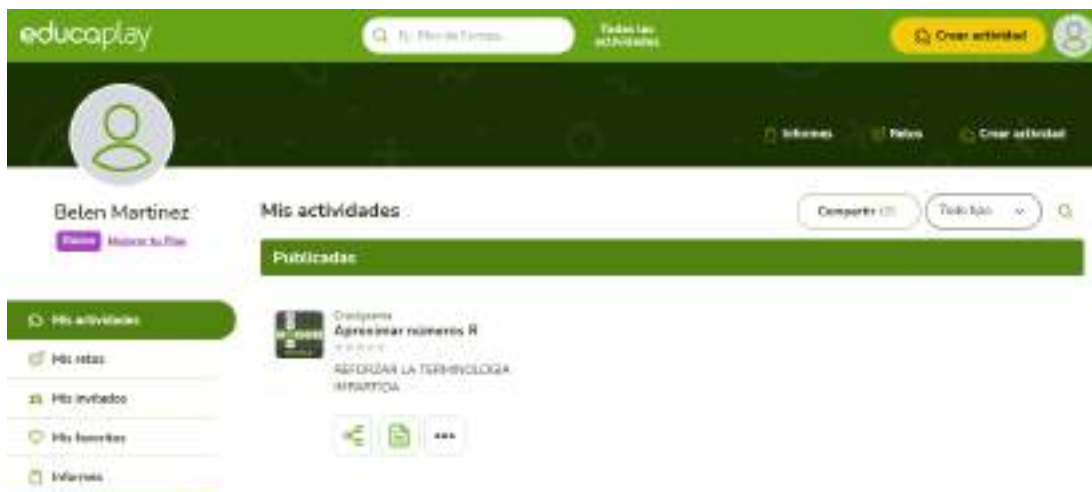 educaplay
Todas las
actividades
Crear actividad
Informes
Retos
Crear actividad
Belen Martinez
Mis actividades
Compartir
Todo tipo
Mejorar tu Plan
Publicadas
Mis actividades
Crucigrama
Aproximar números R
REFORZAR LA TERMINOLOGIA
IMPARTIDA
Mis retos
Mis invitados
Mis favoritos
Informes